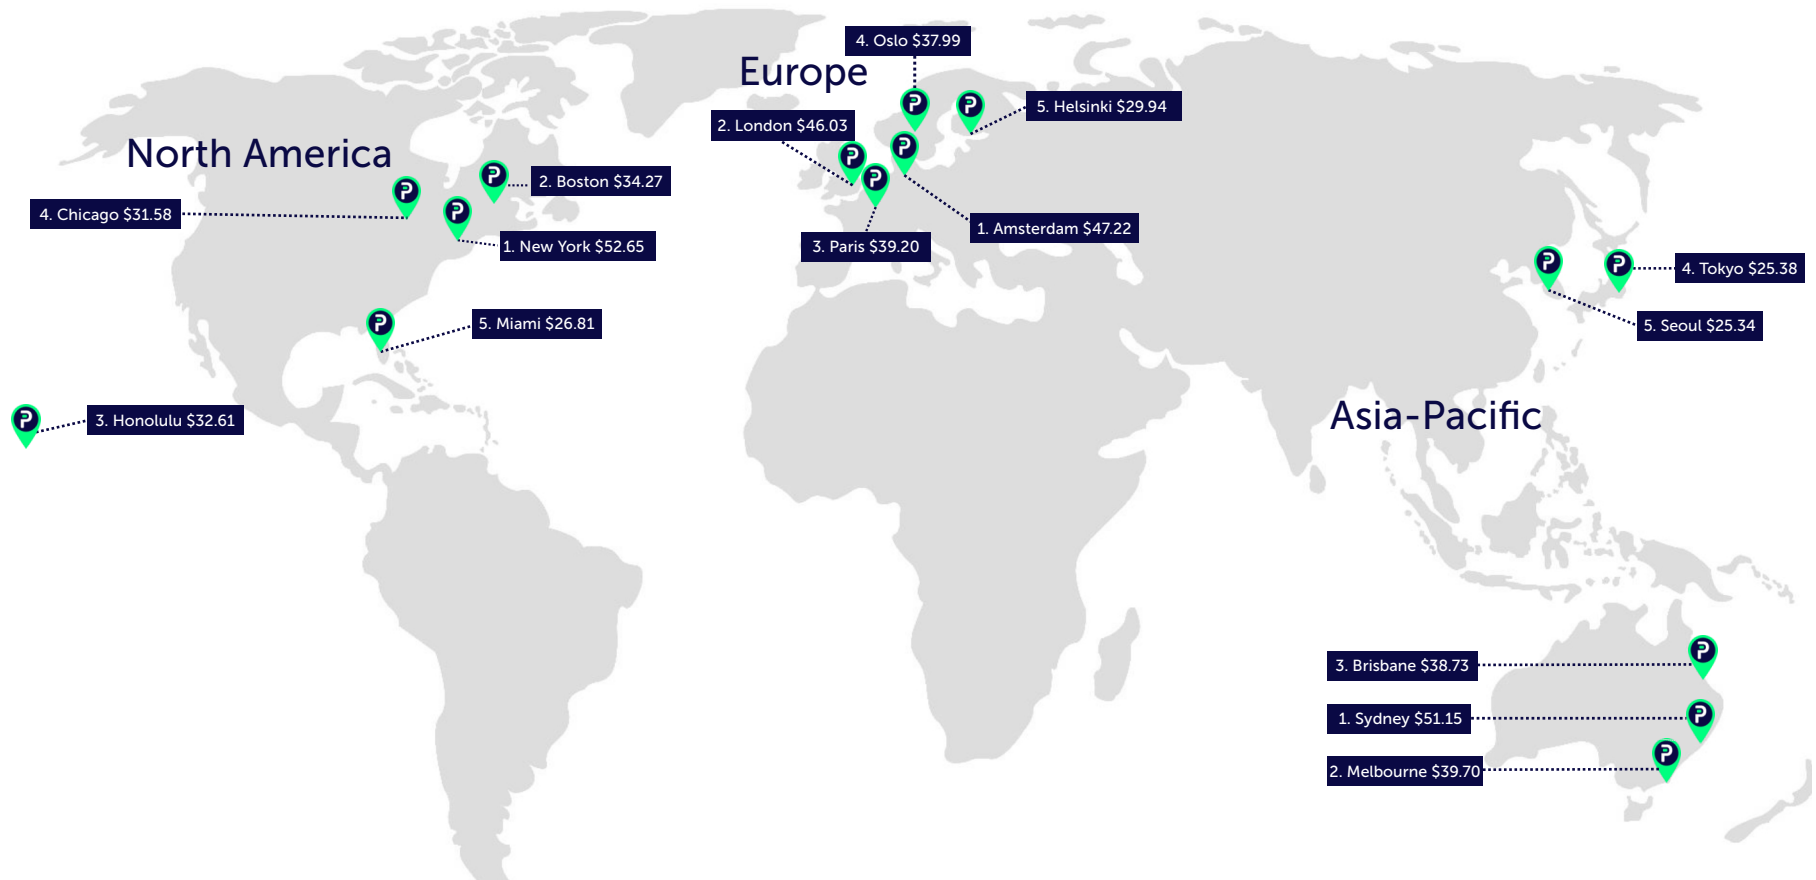 North America
1. New York $52.65
2. Boston $34.27
3. Honolulu $32.61
4. Chicago $31.58
5. Miami $26.81
Europe
1. Amsterdam $47.22
2. London $46.03
3. Paris $39.20
4. Oslo $37.99
5. Helsinki $29.94
Asia-Pacific
1. Sydney $51.15
2. Melbourne $39.70
3. Brisbane $38.73
4. Tokyo $25.38
5. Seoul $25.34